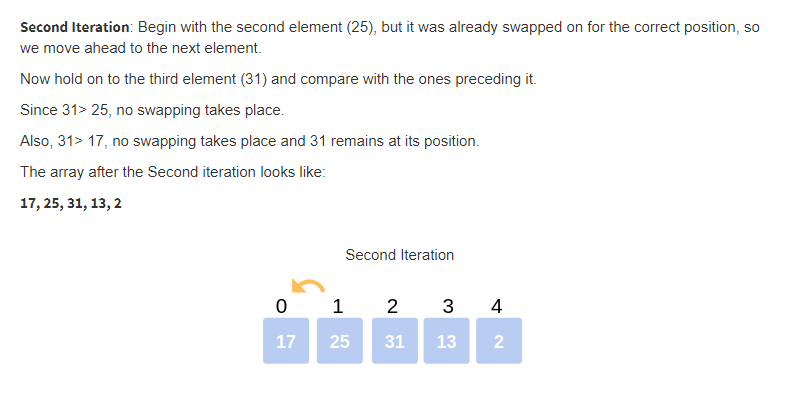 Second Iteration: Begin with the second element (25), but it was already swapped on for the correct position, so
we move ahead to the next element.
Now hold on to the third element (31) and compare with the ones preceding it.
Since 31> 25, no swapping takes place.
Also, 31> 17, no swapping takes place and 31 remains at its position.
The array after the Second iteration looks like:
17, 25, 31, 13, 2
Second Iteration
0 1 2 3 4
17 25 31 13 2